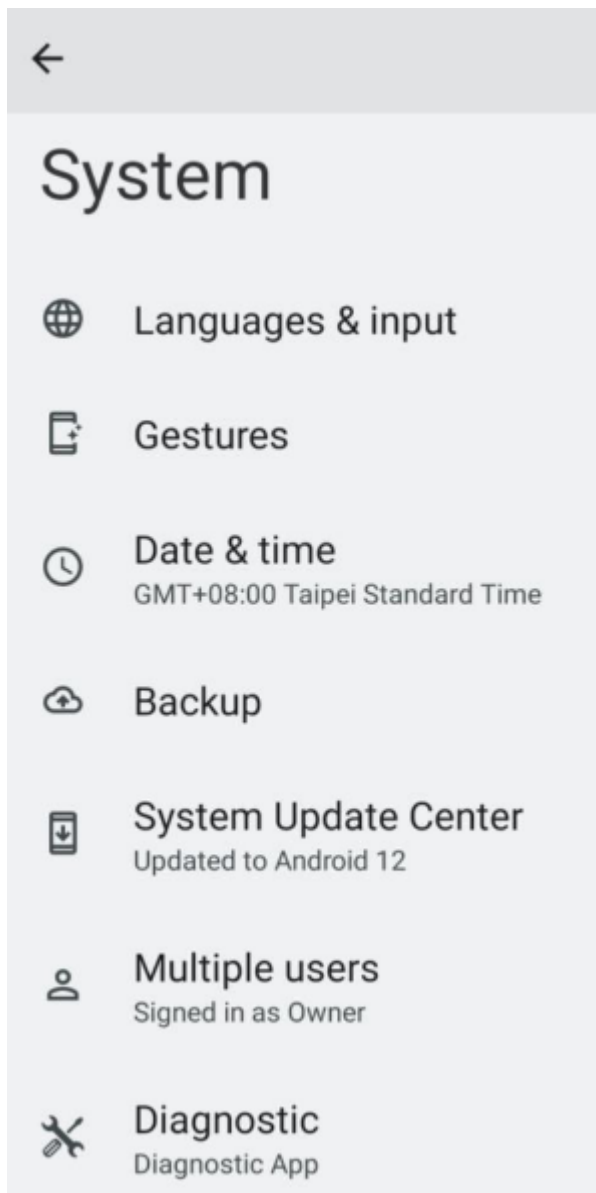 System
Languages & input
Gestures
Date & time
GMT+08:00 Taipei Standard Time
Backup
System Update Center
Updated to Android 12
Multiple users
Signed in as Owner
Diagnostic
Diagnostic App